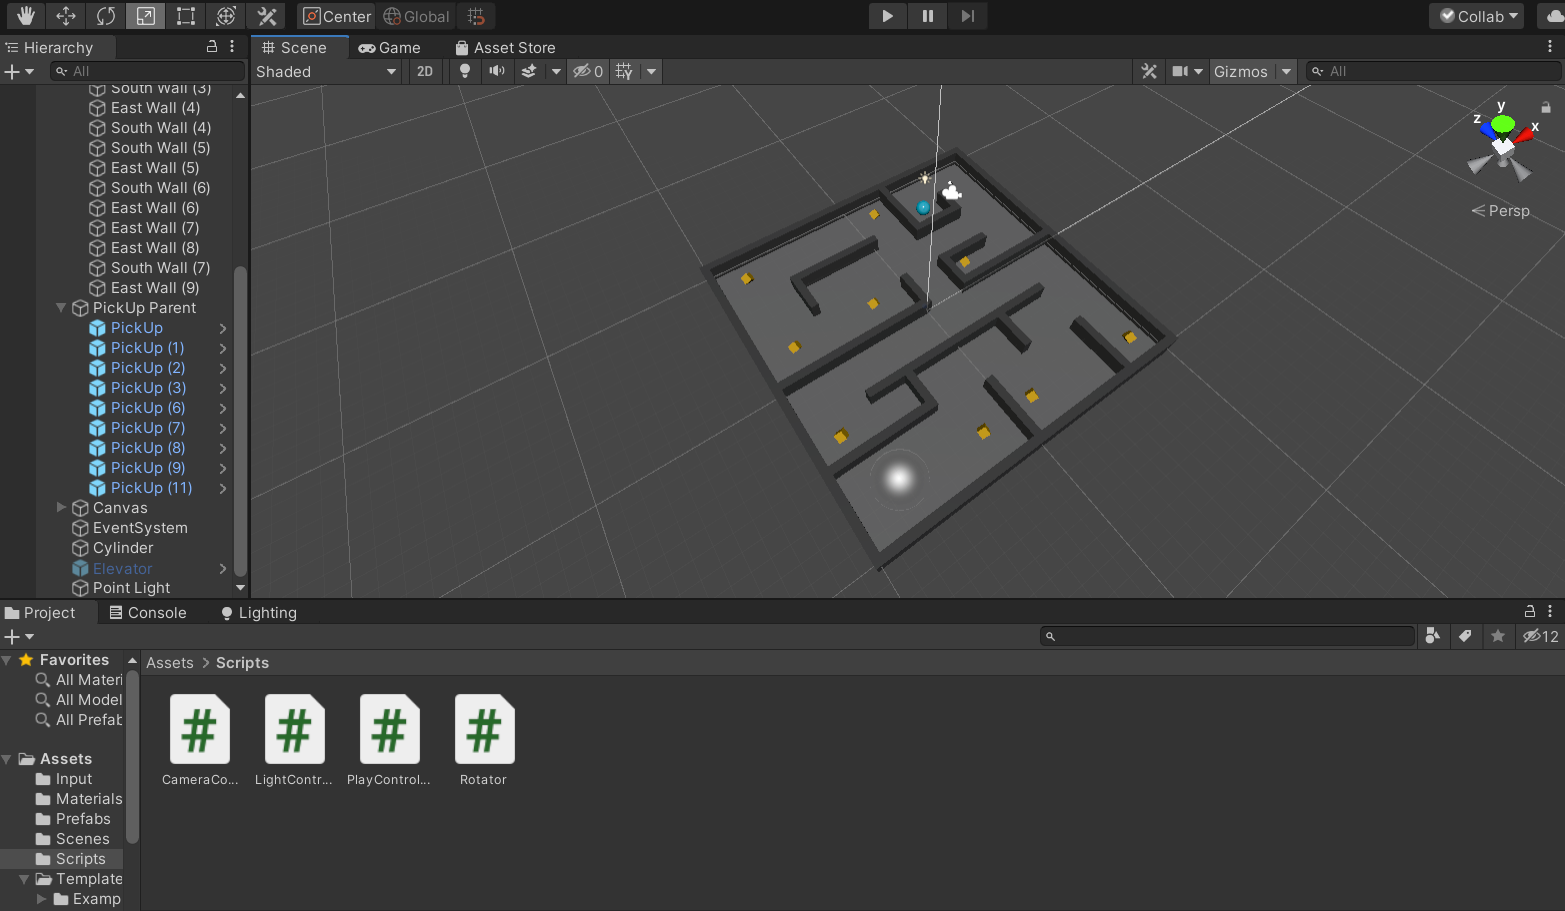 Center
Global
Collab
Hierarchy
Scene
Game
Asset Store
All
Shaded
2D
0
Gizmos
All
South Wall (3)
East Wall (4)
South Wall (4)
South Wall (5)
East Wall (5)
South Wall (6)
East Wall (6)
East Wall (7)
East Wall (8)
South Wall (7)
East Wall (9)
PickUp Parent
PickUp
PickUp (1)
PickUp (2)
PickUp (3)
PickUp (6)
PickUp (7)
PickUp (8)
PickUp (9)
PickUp (11)
Canvas
EventSystem
Cylinder
Elevator
Point Light
y
z
x
Persp
Project
Console
Lighting
12
Favorites
All Materi
All Model
All Prefab
Assets
Input
Materials
Prefabs
Scenes
Scripts
Template
Examp
Assets > Scripts
CameraCo...
LightContr...
PlayControl...
Rotator